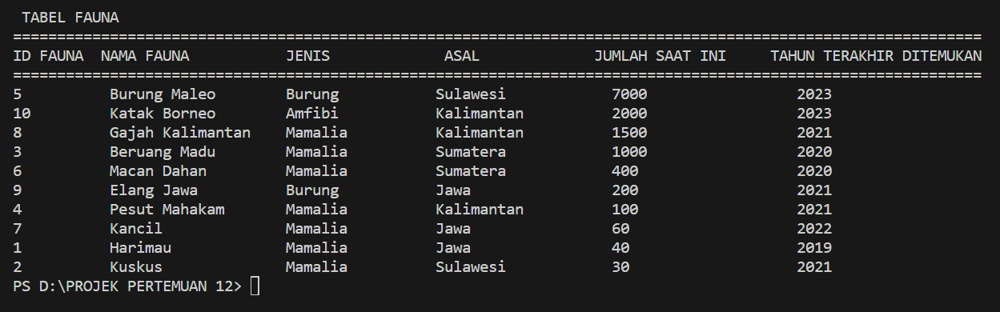 TABEL FAUNA
==============================================================================================================
ID FAUNA  NAMA FAUNA           JENIS             ASAL             JUMLAH SAAT INI     TAHUN TERAKHIR DITEMUKAN
==============================================================================================================
5          Burung Maleo        Burung           Sulawesi            7000                 2023
10         Katak Borneo        Amfibi           Kalimantan          2000                 2023
8          Gajah Kalimantan    Mamalia          Kalimantan          1500                 2021
3          Beruang Madu        Mamalia          Sumatera            1000                 2020
6          Macan Dahan         Mamalia          Sumatera            400                  2020
9          Elang Jawa          Burung           Jawa                200                  2021
4          Pesut Mahakam       Mamalia          Kalimantan          100                  2021
7          Kancil              Mamalia          Jawa                60                   2022
1          Harimau             Mamalia          Jawa                40                   2019
2          Kuskus              Mamalia          Sulawesi            30                   2021
PS D:\PROJEK PERTEMUAN 12>